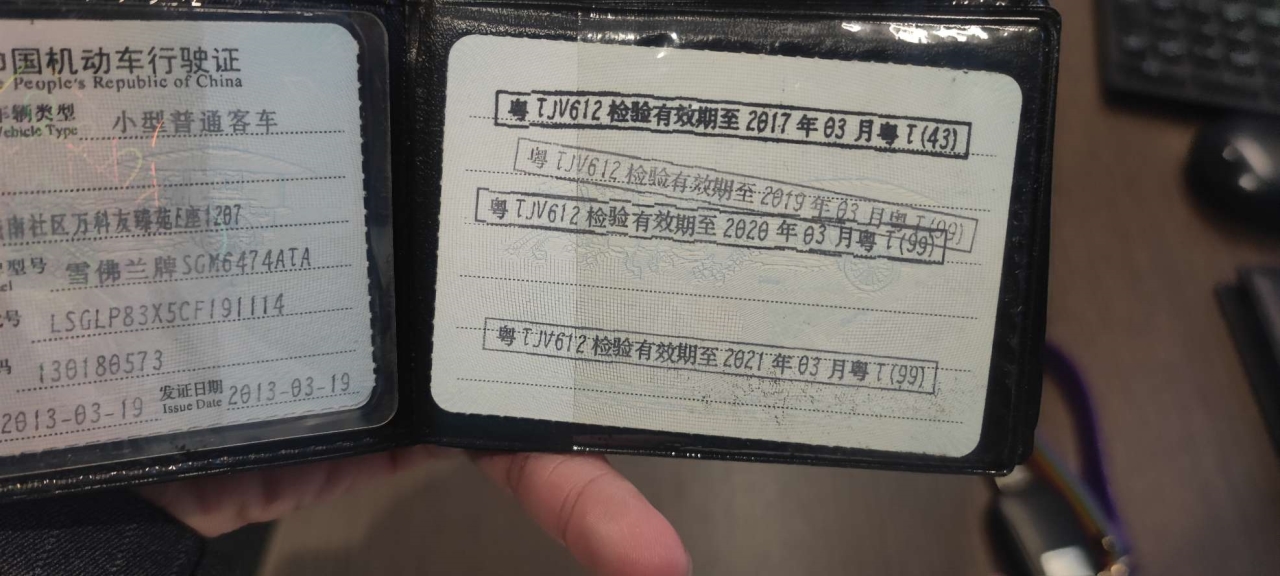 中国机动车行驶证
People's Republic of China
车辆类型
Vehicle Type
小型普通客车
南社区万科友臻苑E座1207
型号
雪佛兰牌SGM6474ATA
号
LSGLP83X5CF191114
码
130180573
2013-03-19
发证日期
Issue Date
2013-03-19
粤TJV612 检验有效期至 2017 年 03 月粤T(43)
粤TJV612 检验有效期至 2019 年 03 月粤T(99)
粤TJV612 检验有效期至 2020 年 03 月粤T(99)
粤TJV612 检验有效期至 2021 年 03 月粤T(99)